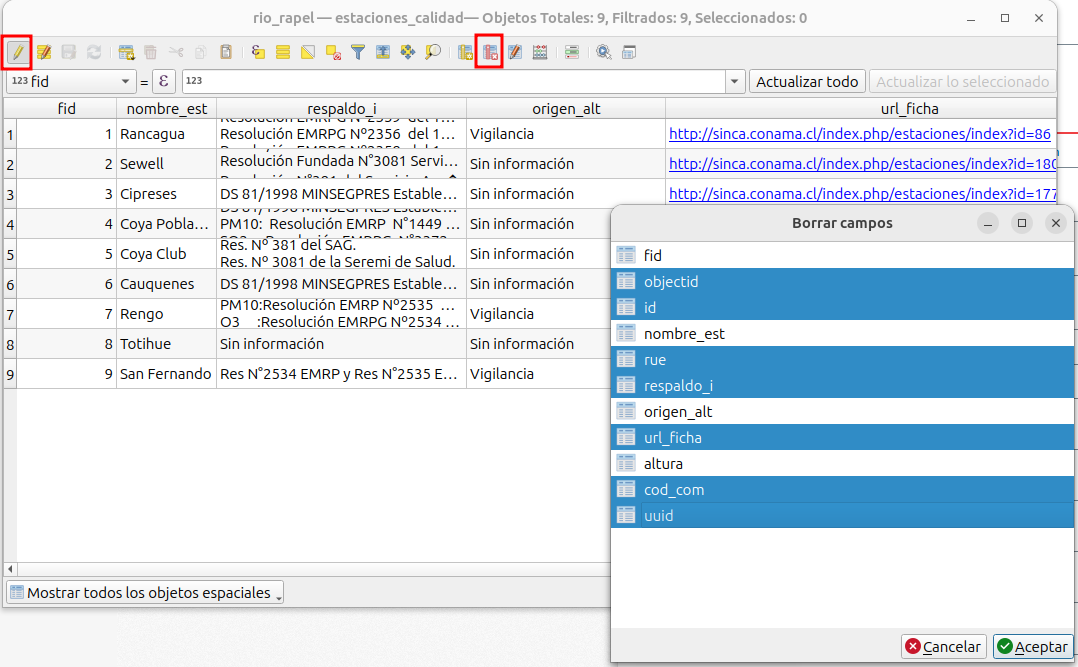 rio_rapel — estaciones_calidad— Objetos Totales: 9, Filtrados: 9, Seleccionados: 0
123 fid = ε 123 Actualizar todo Actualizar lo seleccionado
fid nombre_est respaldo_i origen_alt url_ficha
1 1 Rancagua Resolución EMRPG Nº2356 del 1... Vigilancia http://sinca.conama.cl/index.php/estaciones/index?id=86
2 2 Sewell Resolución Fundada N°3081 Servi... Sin información http://sinca.conama.cl/index.php/estaciones/index?id=180
3 3 Cipreses DS 81/1998 MINSEGPRES Estable... Sin información http://sinca.conama.cl/index.php/estaciones/index?id=177
4 4 Coya Pobla... PM10: Resolución EMRP N°1449 ... Sin información
5 5 Coya Club Res. Nº 381 del SAG.
Res. Nº 3081 de la Seremi de Salud. Sin información
6 6 Cauquenes DS 81/1998 MINSEGPRES Estable... Sin información
7 7 Rengo PM10:Resolución EMRP Nº2535 ...
O3 :Resolución EMRPG Nº2534 ... Vigilancia
8 8 Totihue Sin información Sin información
9 9 San Fernando Res N°2534 EMRP y Res N°2535 E... Vigilancia
Mostrar todos los objetos espaciales
Borrar campos
fid
objectid
id
nombre_est
rue
respaldo_i
origen_alt
url_ficha
altura
cod_com
uuid
Cancelar Aceptar